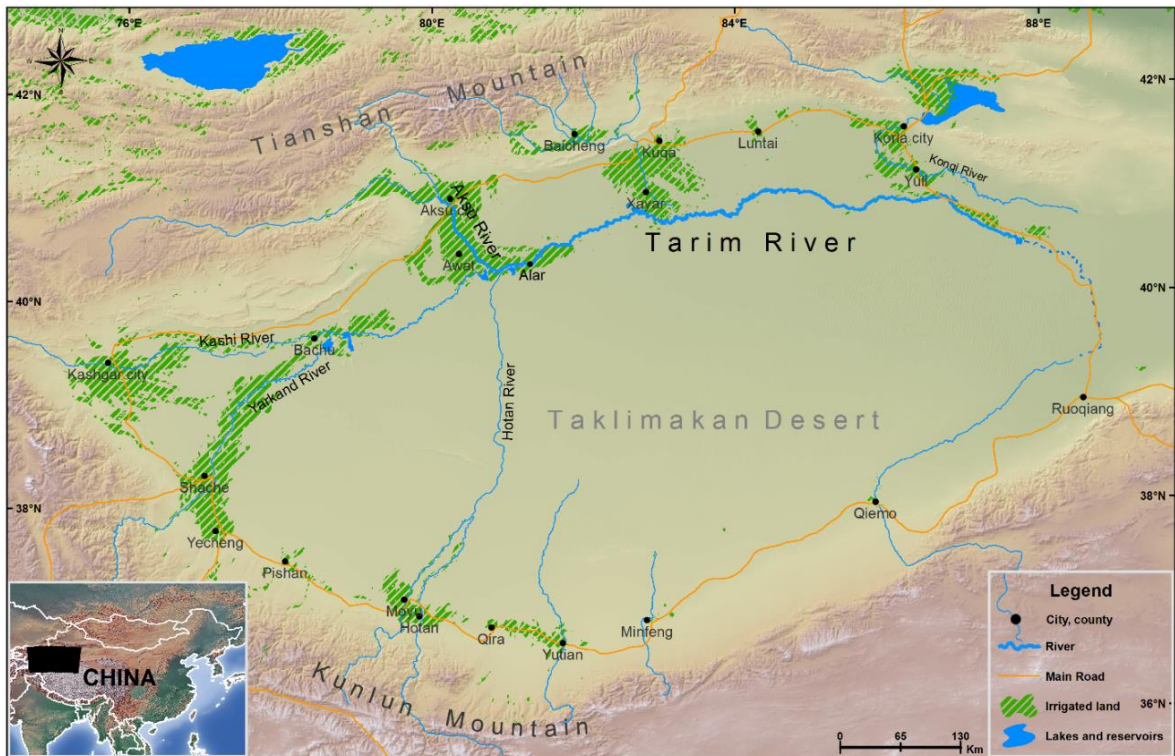 76°E
80°E
84°E
88°E
N
W
E
S
42°N
42°N
Tianshan Mountain
Baicheng
Kuqa
Luntai
Korla city
Konqi River
Yuli
Xayar
Aksu River
Awat
Alar
Tarim River
40°N
40°N
Kashi River
Bachu
Kashgar city
Yarkand River
Hotan River
Taklimakan Desert
Ruoqiang
38°N
38°N
Shache
Qiemo
Yecheng
Pishan
Hotan
Qira
Yutian
Minfeng
Kunlun Mountain
36°N
CHINA
Legend
City, county
River
Main Road
Irrigated land
Lakes and reservoirs
0 65 130
Km